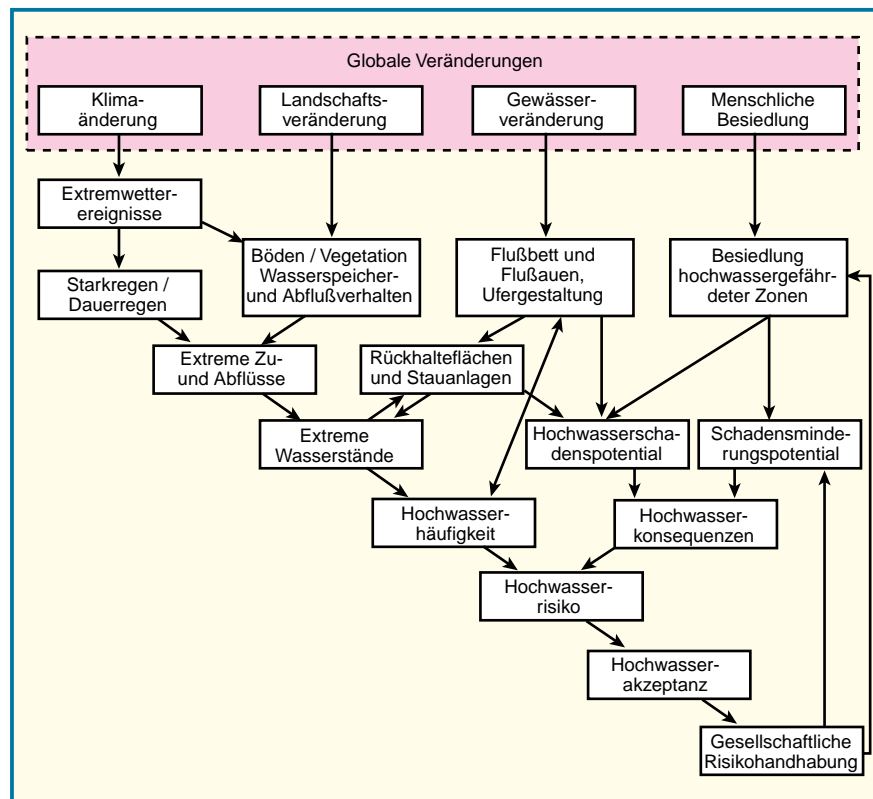 Globale Veränderungen
Klima-
änderung
Landschafts-
veränderung
Gewässer-
veränderung
Menschliche
Besiedlung
Extremwetter-
ereignisse
Böden / Vegetation
Wasserspeicher-
und Abflußverhalten
Flußbett und
Flußauen,
Ufergestaltung
Besiedlung
hochwassergefähr-
deter Zonen
Starkregen /
Dauerregen
Extreme Zu-
und Abflüsse
Rückhalteflächen
und Stauanlagen
Extreme
Wasserstände
Hochwasserscha-
denspotential
Schadensminde-
rungspotential
Hochwasser-
häufigkeit
Hochwasser-
konsequenzen
Hochwasser-
risiko
Hochwasser-
akzeptanz
Gesellschaftliche
Risikohandhabung